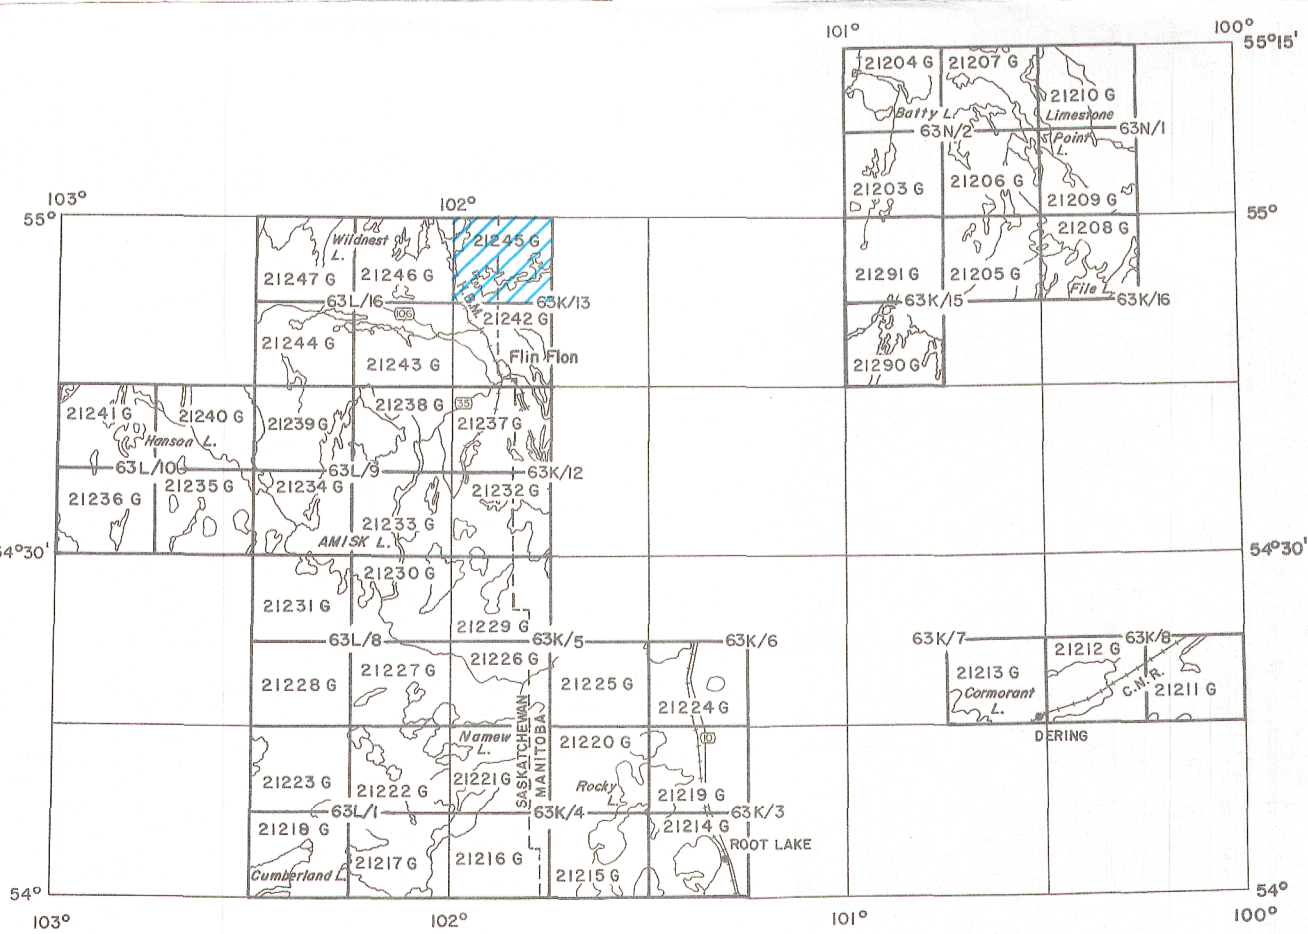 101°
100°
55°15'
21204 G
21207 G
21210 G
Batty L.
Limestone
Point
L.
63N/2
63N/1
21203 G
21206 G
21209 G
103°
102°
55°
55°
21208 G
Wildnest
L.
21245 G
21247 G
21246 G
21291 G
21205 G
File
63L/16
63K/13
63K/15
63K/16
H.B.M.
106
21242 G
21244 G
21243 G
Flin Flon
21290 G
21241 G
21240 G
21239 G
21238 G
35
21237 G
Hanson L.
63L/10
63L/9
63K/12
21236 G
21235 G
21234 G
21233 G
21232 G
AMISK L.
54°30'
54°30'
21231 G
21230 G
21229 G
63L/8
63K/5
63K/6
63K/7
63K/8
21228 G
21227 G
21226 G
21225 G
21224 G
21213 G
21212 G
21211 G
Cormorant
L.
C.N.R.
DERING
SASKATCHEWAN
MANITOBA
Namew
L.
21220 G
10
21223 G
21222 G
21221 G
Rocky
L.
21219 G
63L/1
63K/4
63K/3
21218 G
21217 G
21216 G
21215 G
21214 G
ROOT LAKE
Cumberland L.
54°
54°
103°
102°
101°
100°